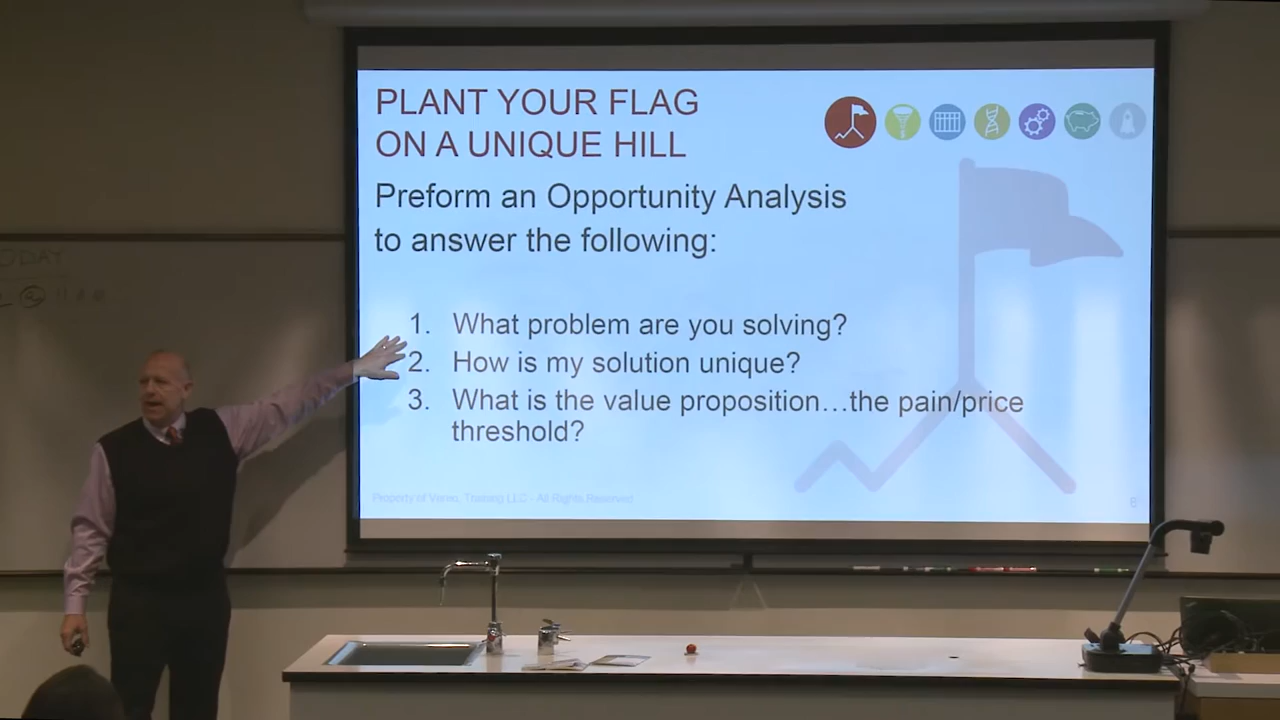 PLANT YOUR FLAG
ON A UNIQUE HILL
Preform an Opportunity Analysis
to answer the following:
1. What problem are you solving?
2. How is my solution unique?
3. What is the value proposition…the pain/price
threshold?
Property of Training LLC - All Rights Reserved
6
ODAY